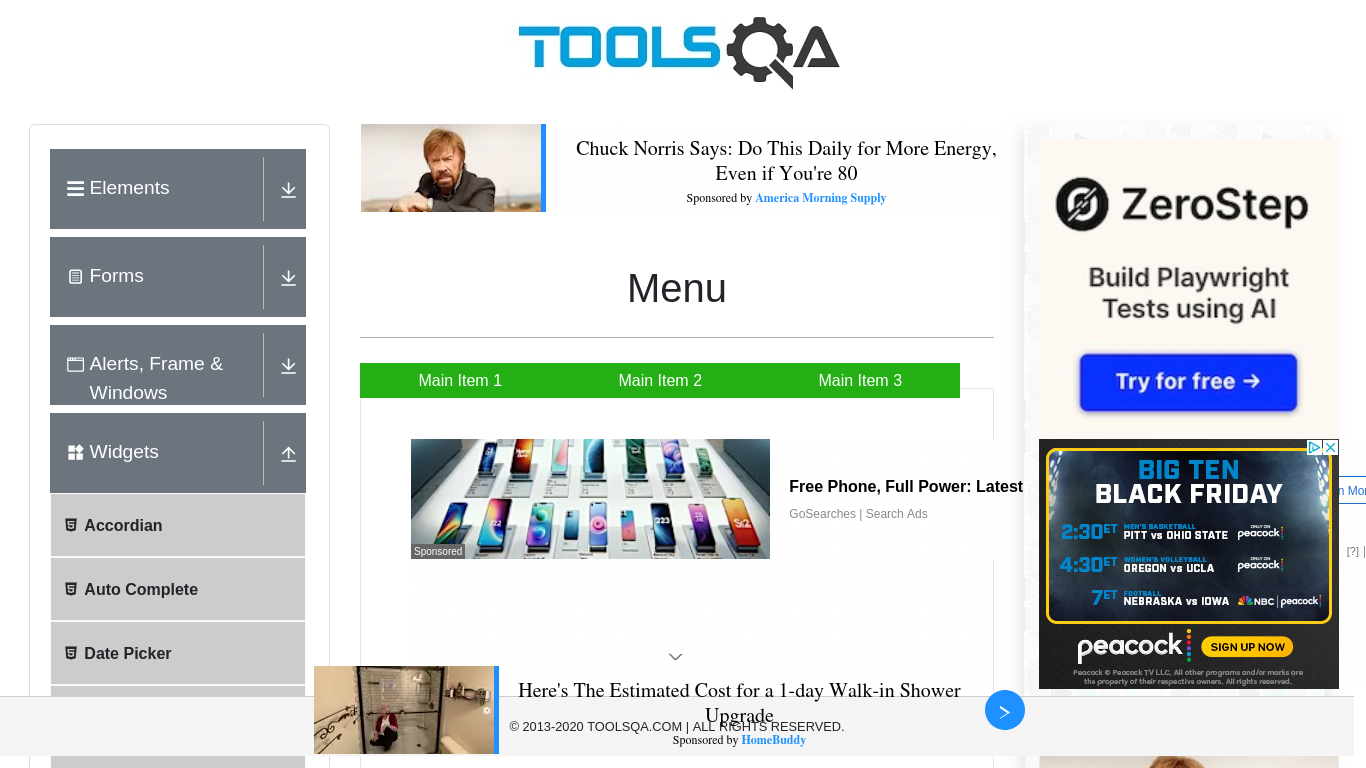 TOOLSQA
Elements
Forms
Alerts, Frame &
Windows
Widgets
Accordian
Auto Complete
Date Picker
Chuck Norris Says: Do This Daily for More Energy,
Even if You're 80
Sponsored by America Morning Supply
Menu
Main Item 1
Main Item 2
Main Item 3
Sponsored
Free Phone, Full Power: Latest
GoSearches | Search Ads
ZeroStep
Build Playwright
Tests using AI
Try for free →
BIG TEN
BLACK FRIDAY
2:30ET MEN'S BASKETBALL
PITT vs OHIO STATE
ONLY ON
peacock
4:30ET WOMEN'S VOLLEYBALL
OREGON vs UCLA
ONLY ON
peacock
7ET FOOTBALL
NEBRASKA vs IOWA
NBC | peacock
peacock
SIGN UP NOW
Peacock © Peacock TV LLC. All other programs and/or marks are
the property of their respective owners. All rights reserved.
n Mor
[?] |
Here's The Estimated Cost for a 1-day Walk-in Shower
Upgrade
© 2013-2020 TOOLSQA.COM | ALL RIGHTS RESERVED.
Sponsored by HomeBuddy